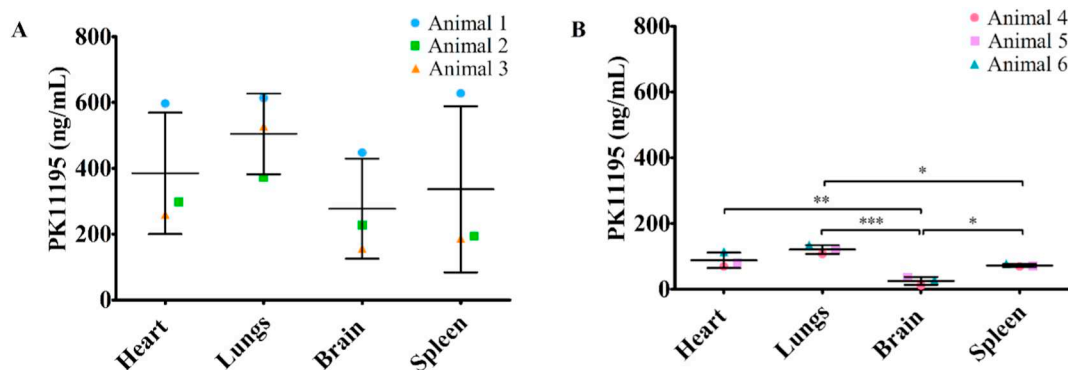 A
PK11195 (ng/mL)
800
600
400
200
0
Heart
Lungs
Brain
Spleen
Animal 1
Animal 2
Animal 3
B
PK11195 (ng/mL)
800
600
400
200
0
Heart
Lungs
Brain
Spleen
Animal 4
Animal 5
Animal 6
*
**
***
*